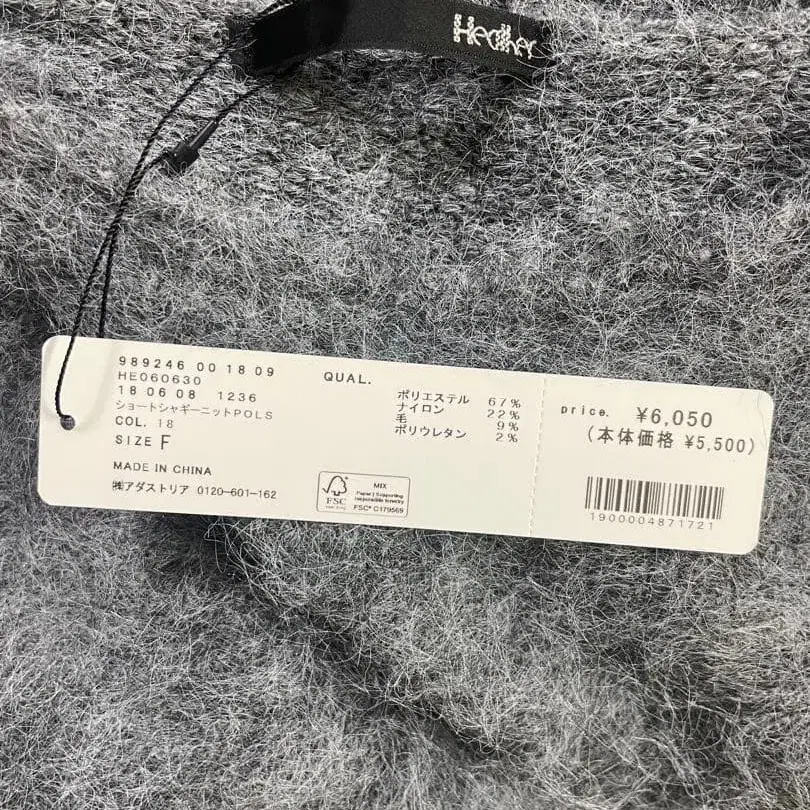 Heather
989246 00 18 09
HE060630
18 06 08 1236
ショートシャギーニットPOLS
COL. 18
SIZE F
MADE IN CHINA
㈱アダストリア 0120-601-162
QUAL.
ポリエステル 67%
ナイロン 22%
毛 9%
ポリウレタン 2%
FSC
MIX
Paper | Supporting
responsible forestry
FSC® C179569
price. ¥6,050
(本体価格 ¥5,500)
1900004871721